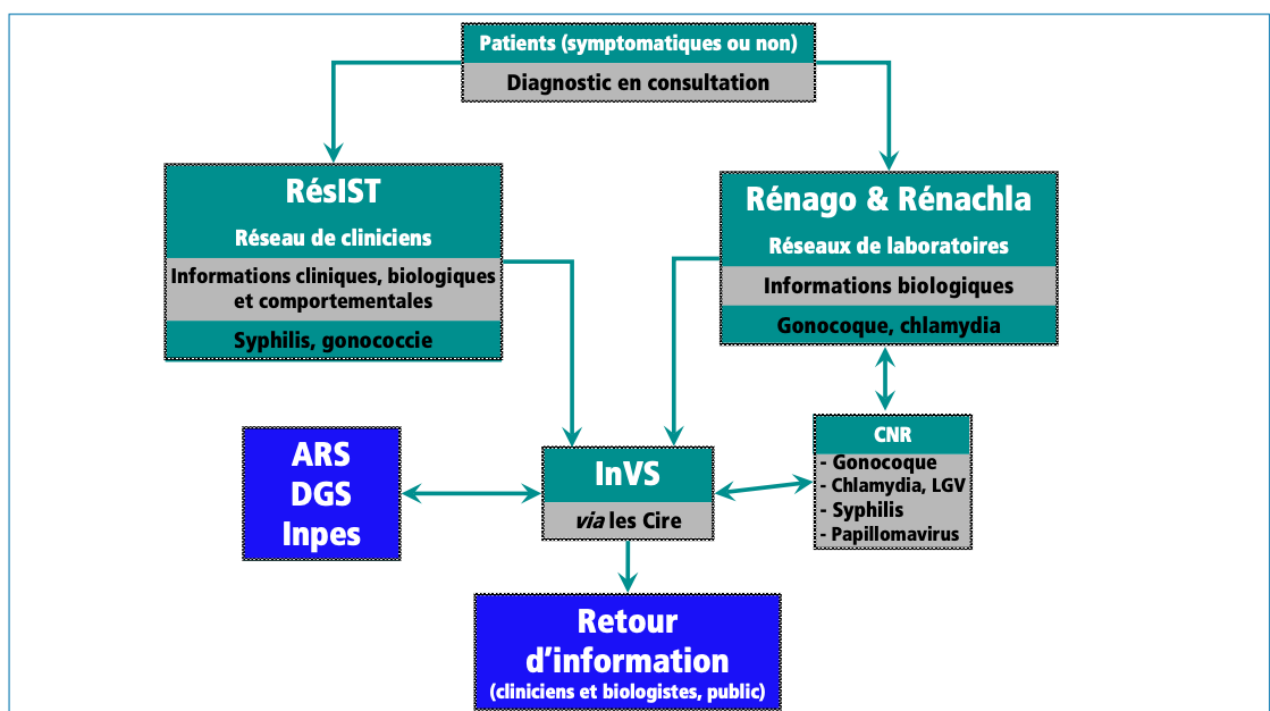 Patients (symptomatiques ou non)
Diagnostic en consultation
RésIST
Réseau de cliniciens
Informations cliniques, biologiques
et comportementales
Syphilis, gonococcie
Rénago & Rénachla
Réseaux de laboratoires
Informations biologiques
Gonocoque, chlamydia
ARS
DGS
Inpes
InVS
via les Cire
CNR
- Gonocoque
- Chlamydia, LGV
- Syphilis
- Papillomavirus
Retour
d’information
(cliniciens et biologistes, public)